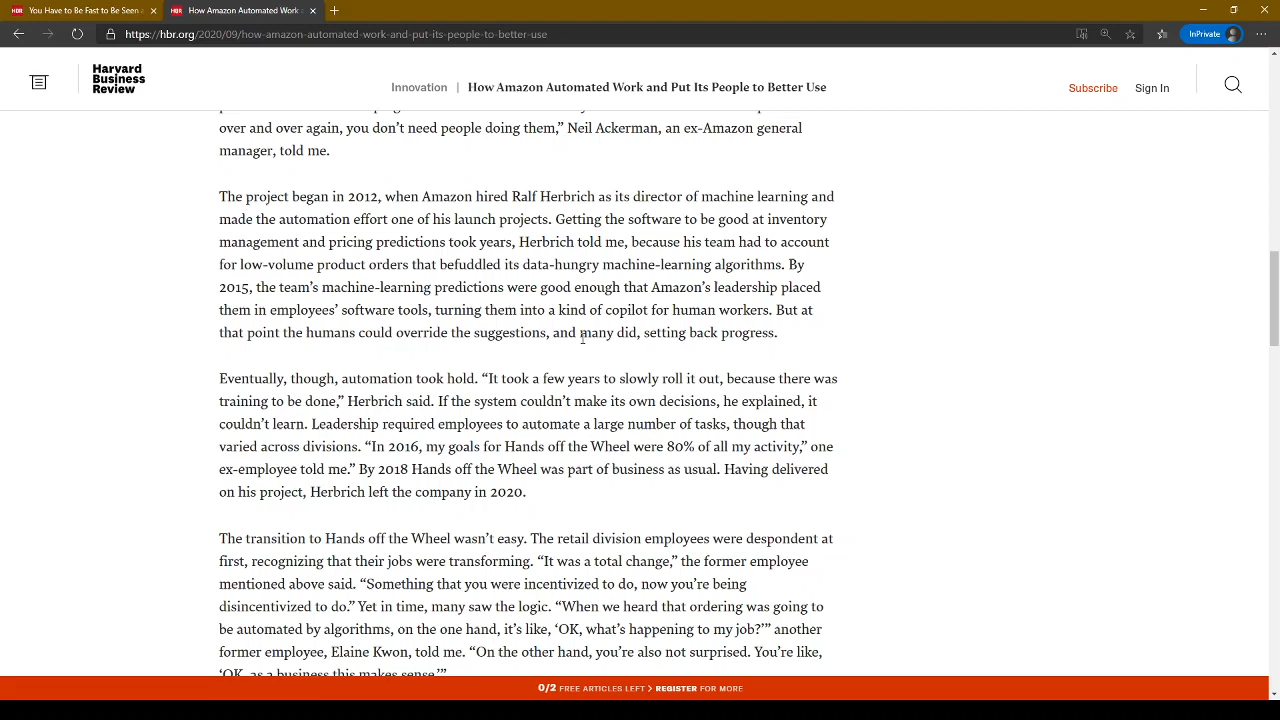 You Have to Be Fast to Be Seen a
How Amazon Automated Work
https://hbr.org/2020/09/how-amazon-automated-work-and-put-its-people-to-better-use
InPrivate
Harvard
Business
Review
Innovation | How Amazon Automated Work and Put Its People to Better Use
Subscribe Sign In
over and over again, you don’t need people doing them,” Neil Ackerman, an ex-Amazon general
manager, told me.
The project began in 2012, when Amazon hired Ralf Herbrich as its director of machine learning and
made the automation effort one of his launch projects. Getting the software to be good at inventory
management and pricing predictions took years, Herbrich told me, because his team had to account
for low-volume product orders that befuddled its data-hungry machine-learning algorithms. By
2015, the team’s machine-learning predictions were good enough that Amazon’s leadership placed
them in employees’ software tools, turning them into a kind of copilot for human workers. But at
that point the humans could override the suggestions, and many did, setting back progress.
Eventually, though, automation took hold. “It took a few years to slowly roll it out, because there was
training to be done,” Herbrich said. If the system couldn’t make its own decisions, he explained, it
couldn’t learn. Leadership required employees to automate a large number of tasks, though that
varied across divisions. “In 2016, my goals for Hands off the Wheel were 80% of all my activity,” one
ex-employee told me.” By 2018 Hands off the Wheel was part of business as usual. Having delivered
on his project, Herbrich left the company in 2020.
The transition to Hands off the Wheel wasn’t easy. The retail division employees were despondent at
first, recognizing that their jobs were transforming. “It was a total change,” the former employee
mentioned above said. “Something that you were incentivized to do, now you’re being
disincentivized to do.” Yet in time, many saw the logic. “When we heard that ordering was going to
be automated by algorithms, on the one hand, it’s like, ‘OK, what’s happening to my job?’” another
former employee, Elaine Kwon, told me. “On the other hand, you’re also not surprised. You’re like,
‘OK, as a business this makes sense.’”
0/2 FREE ARTICLES LEFT > REGISTER FOR MORE